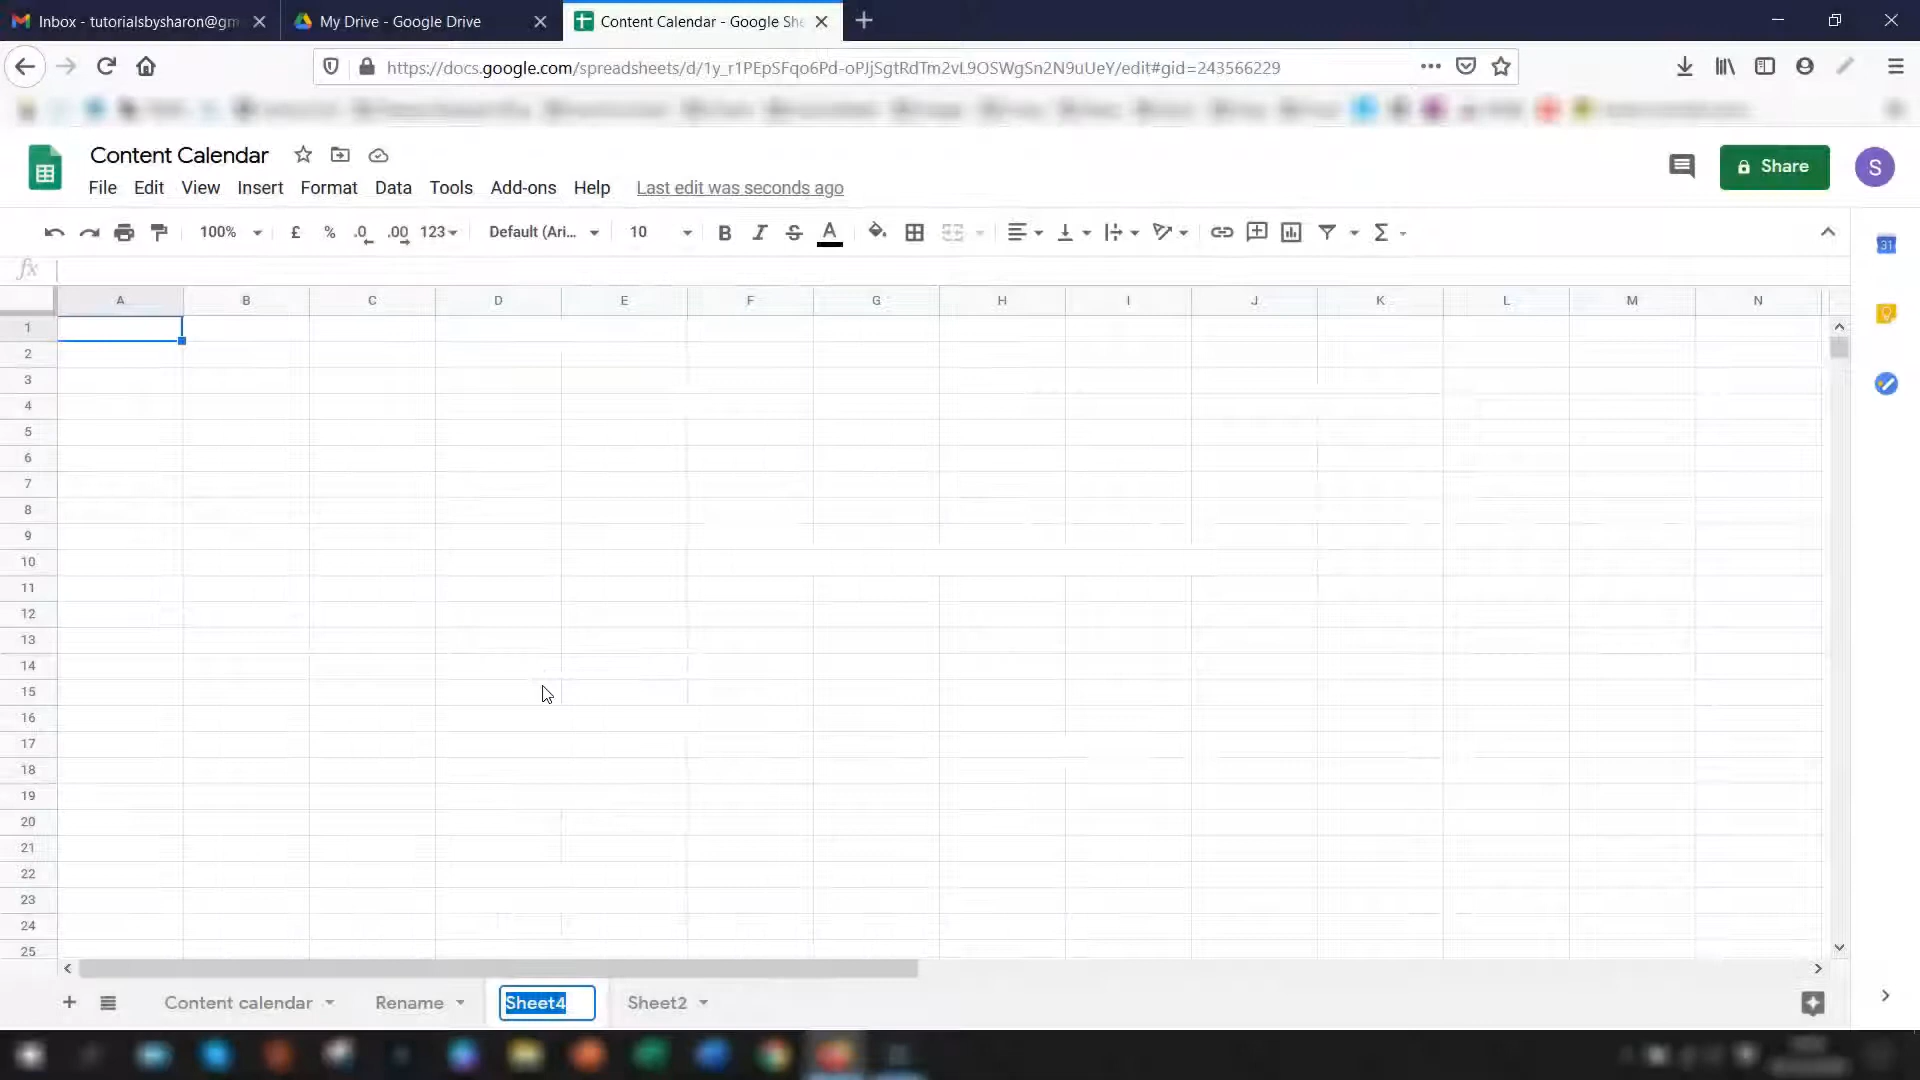 Inbox - tutorialsbysharon@gm
My Drive - Google Drive
Content Calendar - Google She
https://docs.google.com/spreadsheets/d/1y_r1PEpSFqo6Pd-oPJjSgtRdTm2vL9OSWgSn2N9uUeY/edit#gid=243566229
Content Calendar
Share
S
File Edit View Insert Format Data Tools Add-ons Help Last edit was seconds ago
100% £ % .0 .00 123 Default (Ari... 10 B I S A Σ
31
fx
A B C D E F G H I J K L M N
1
2
3
4
5
6
7
8
9
10
11
12
13
14
15
16
17
18
19
20
21
22
23
24
25
Content calendar Rename Sheet4 Sheet2